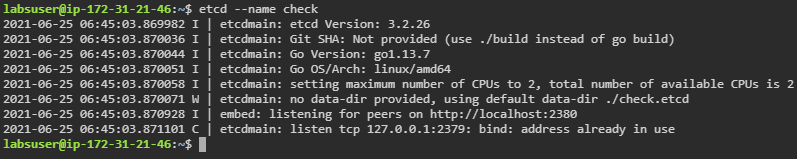 labsuser@ip-172-31-21-46:~$ etcd --name check
2021-06-25 06:45:03.869982 I | etcdmain: etcd Version: 3.2.26
2021-06-25 06:45:03.870036 I | etcdmain: Git SHA: Not provided (use ./build instead of go build)
2021-06-25 06:45:03.870044 I | etcdmain: Go Version: go1.13.7
2021-06-25 06:45:03.870051 I | etcdmain: Go OS/Arch: linux/amd64
2021-06-25 06:45:03.870058 I | etcdmain: setting maximum number of CPUs to 2, total number of available CPUs is 2
2021-06-25 06:45:03.870071 W | etcdmain: no data-dir provided, using default data-dir ./check.etcd
2021-06-25 06:45:03.870928 I | embed: listening for peers on http://localhost:2380
2021-06-25 06:45:03.871101 C | etcdmain: listen tcp 127.0.0.1:2379: bind: address already in use
labsuser@ip-172-31-21-46:~$